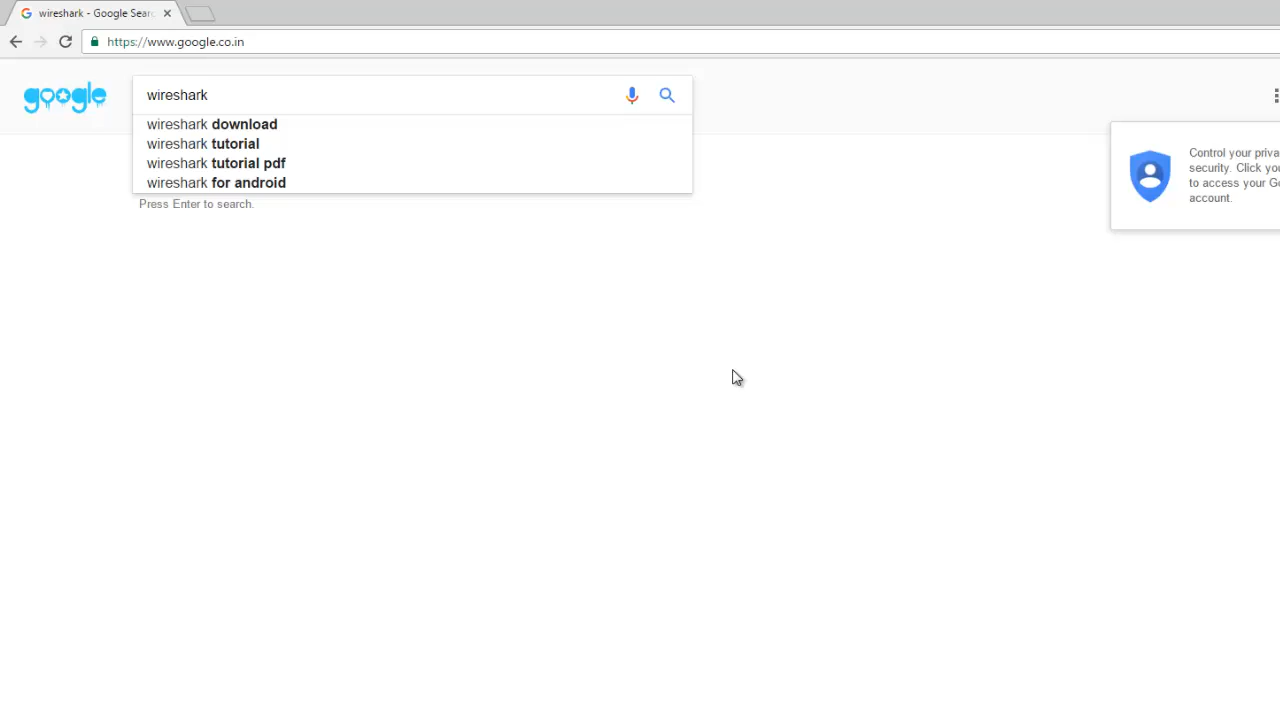 wireshark - Google Sear
https://www.google.co.in
google
wireshark
wireshark download
wireshark tutorial
wireshark tutorial pdf
wireshark for android
Press Enter to search.
Control your priva
security. Click you
to access your Go
account.